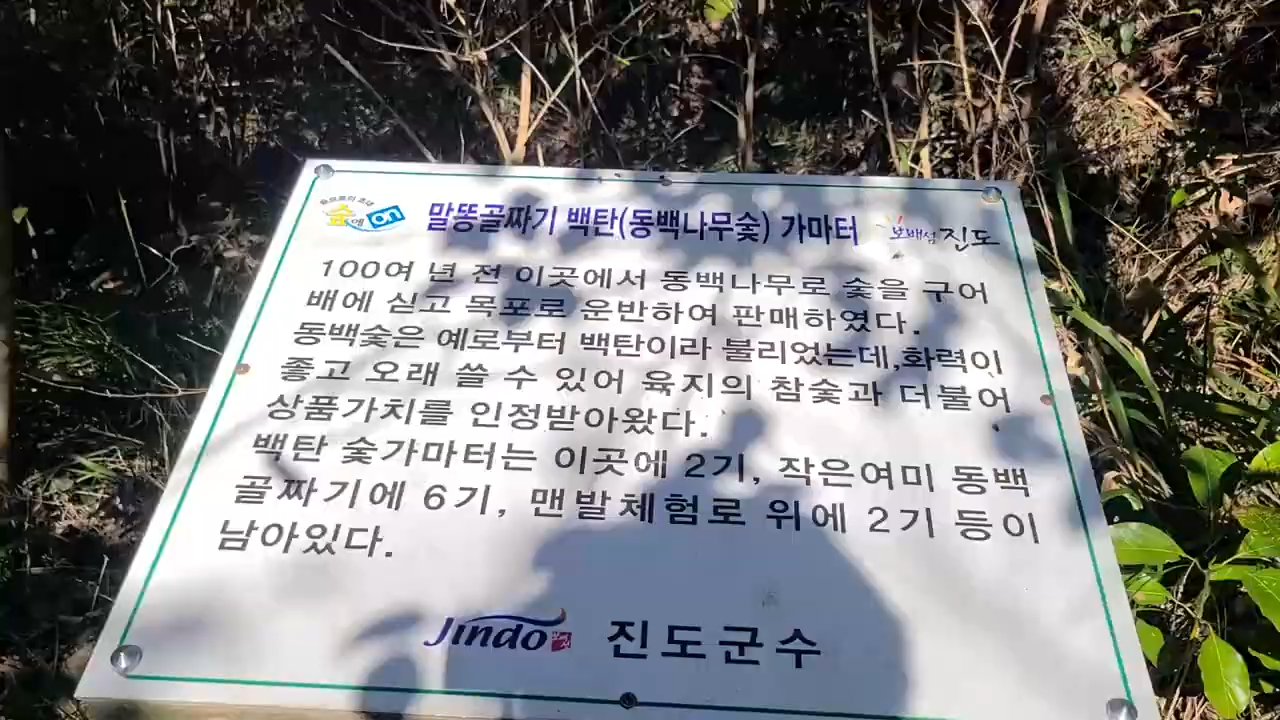 숲으로의 초대
숲에 on
말똥골짜기 백탄(동백나무숯) 가마터
보배섬 진도
100여 년 전 이곳에서 동백나무로 숯을 구어
배에 싣고 목포로 운반하여 판매하였다.
동백숯은 예로부터 백탄이라 불리었는데,화력이
좋고 오래 쓸 수 있어 육지의 참숯과 더불어
상품가치를 인정받아왔다.
백탄 숯가마터는 이곳에 2기, 작은여미 동백
골짜기에 6기, 맨발체험로 위에 2기 등이
남아있다.
Jindo 진도군수